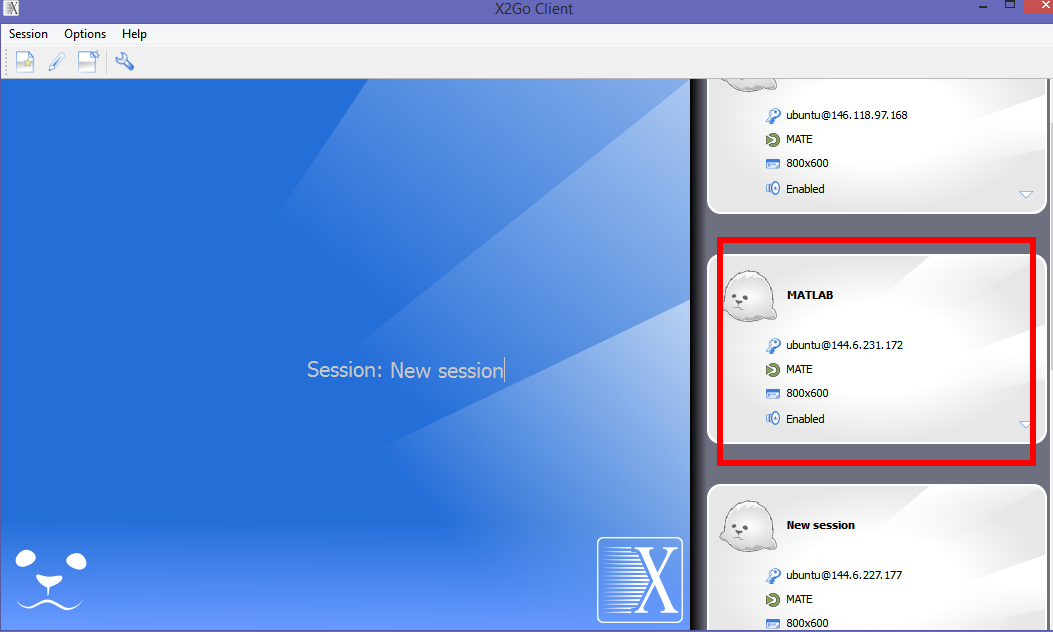 X2Go Client
Session Options Help
ubuntu@146.118.97.168
MATE
800x600
Enabled
MATLAB
ubuntu@144.6.231.172
MATE
800x600
Enabled
Session: New session
New session
ubuntu@144.6.227.177
MATE
800x600
X